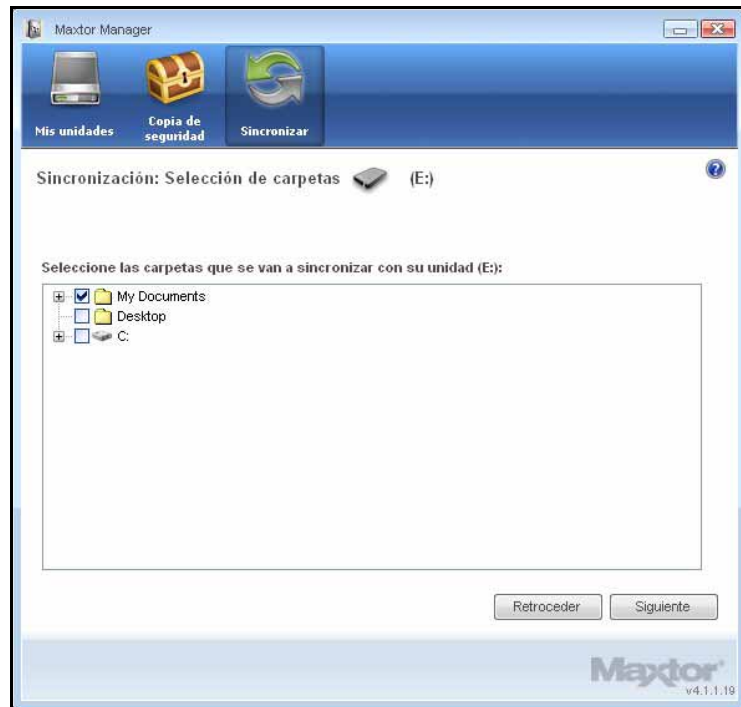 Maxtor Manager
Mis unidades
Copia de
seguridad
Sincronizar
Sincronización: Selección de carpetas (E:)
Seleccione las carpetas que se van a sincronizar con su unidad (E:):
My Documents
Desktop
C:
Retroceder
Siguiente
Maxtor
v4.1.1.19